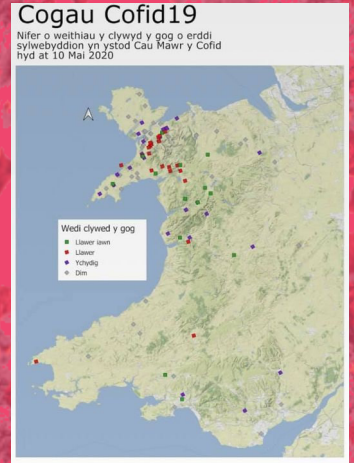 Cogau Cofid19
Nifer o weithiau y clywyd y gog o erddi
sylwebyddion yn ystod Cau Mawr y Cofid
hyd at 10 Mai 2020
Wedi clywed y gog
Llawer iawn
Llawer
Ychydig
Dim